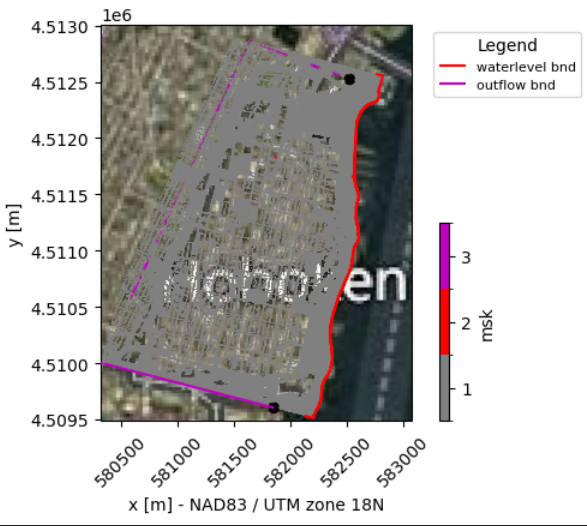 1e6
4.5130
4.5125
4.5120
4.5115
4.5110
4.5105
4.5100
4.5095
y [m]
580500
581000
581500
582000
582500
583000
x [m] - NAD83 / UTM zone 18N
Legend
waterlevel bnd
outflow bnd
3
2
1
msk